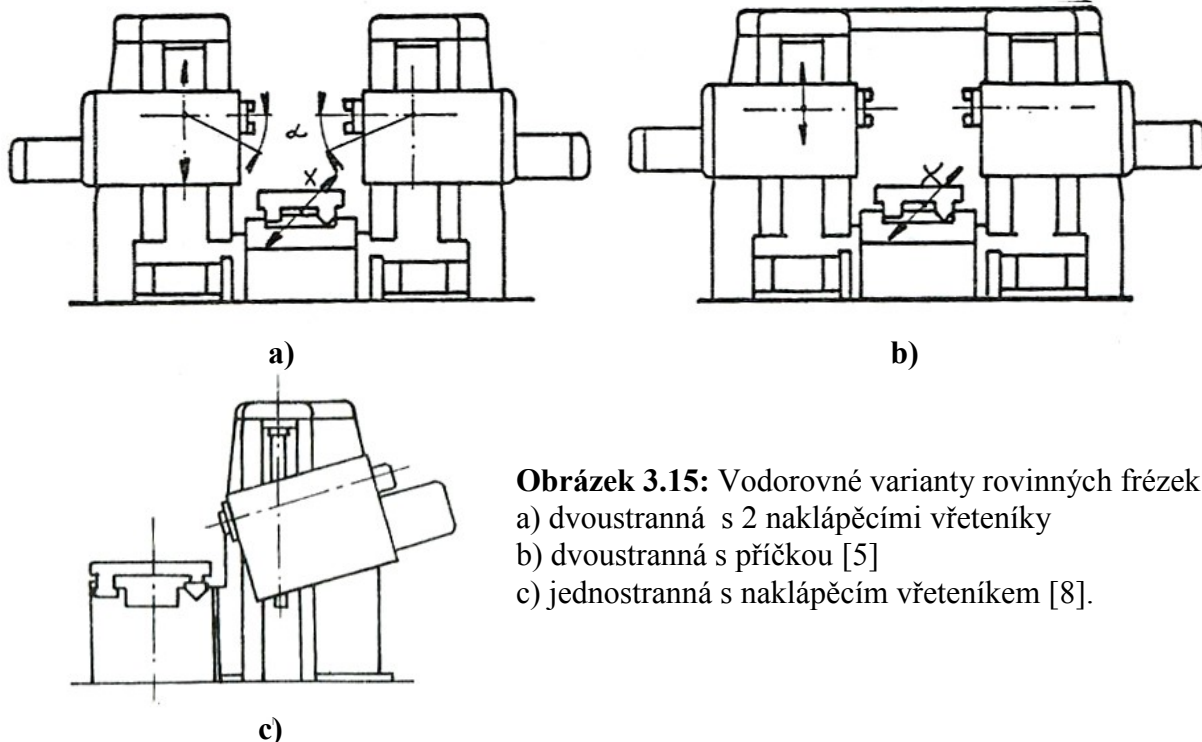 α
X
X
a)
b)
Obrázek 3.15: Vodorovné varianty rovinných frézek
a) dvoustranná s 2 naklápěcími vřeteníky
b) dvoustranná s příčkou [5]
c) jednostranná s naklápěcím vřeteníkem [8].
c)